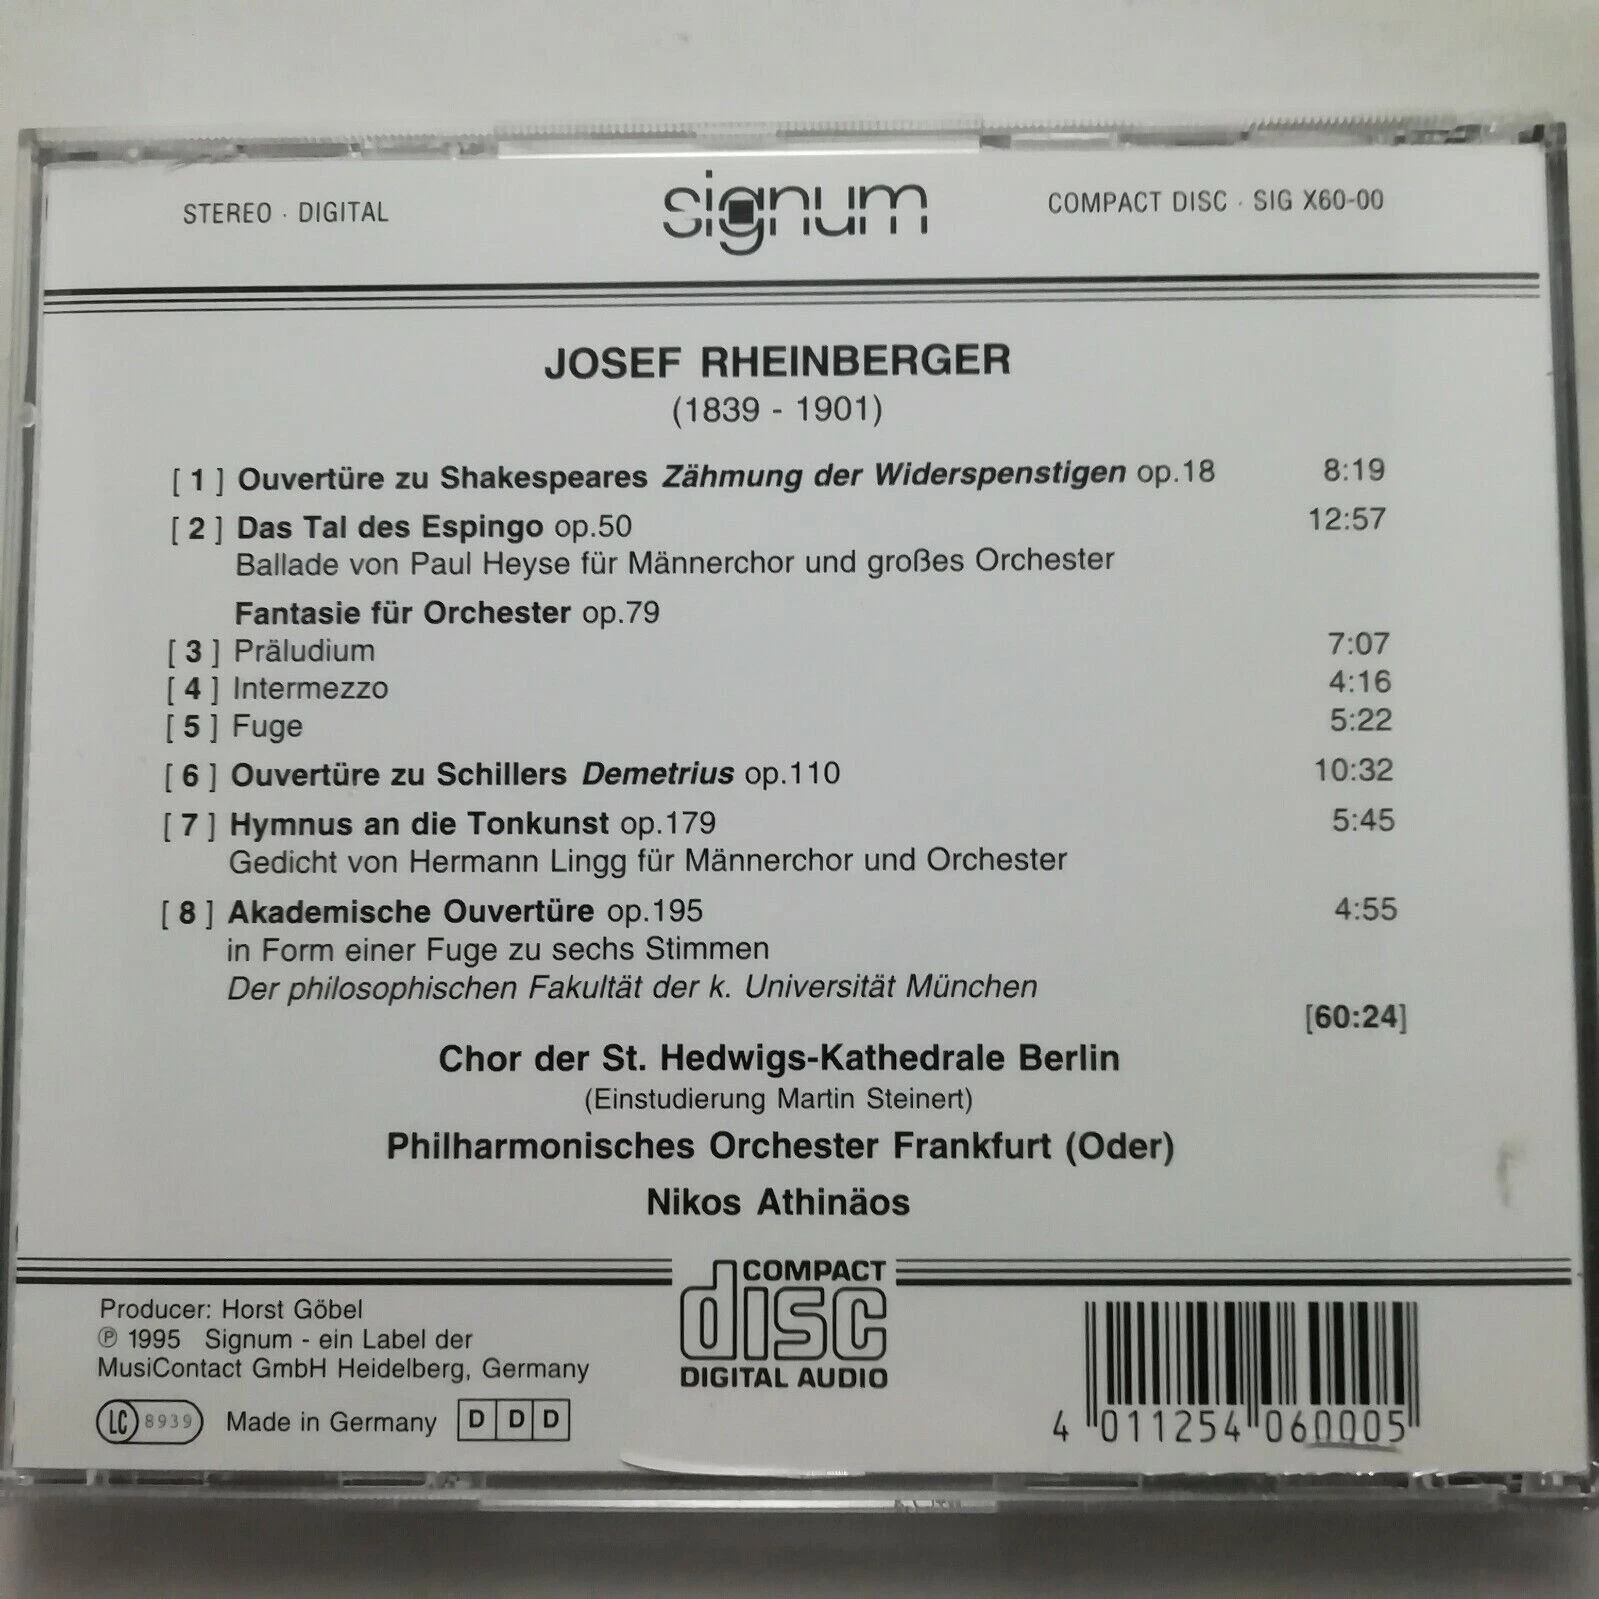 STEREO · DIGITAL
signum
COMPACT DISC · SIG X60-00
JOSEF RHEINBERGER
(1839 - 1901)
[ 1 ] Ouvertüre zu Shakespeares Zähmung der Widerspenstigen op.18 8:19
[ 2 ] Das Tal des Espingo op.50 12:57
Ballade von Paul Heyse für Männerchor und großes Orchester
Fantasie für Orchester op.79
[ 3 ] Präludium 7:07
[ 4 ] Intermezzo 4:16
[ 5 ] Fuge 5:22
[ 6 ] Ouvertüre zu Schillers Demetrius op.110 10:32
[ 7 ] Hymnus an die Tonkunst op.179 5:45
Gedicht von Hermann Lingg für Männerchor und Orchester
[ 8 ] Akademische Ouvertüre op.195 4:55
in Form einer Fuge zu sechs Stimmen
Der philosophischen Fakultät der k. Universität München
[60:24]
Chor der St. Hedwigs-Kathedrale Berlin
(Einstudierung Martin Steinert)
Philharmonisches Orchester Frankfurt (Oder)
Nikos Athinäos
Producer: Horst Göbel
℗ 1995 Signum - ein Label der
MusiContact GmbH Heidelberg, Germany
LC 8939 Made in Germany D D D
COMPACT
disc
DIGITAL AUDIO
4 011254 060005